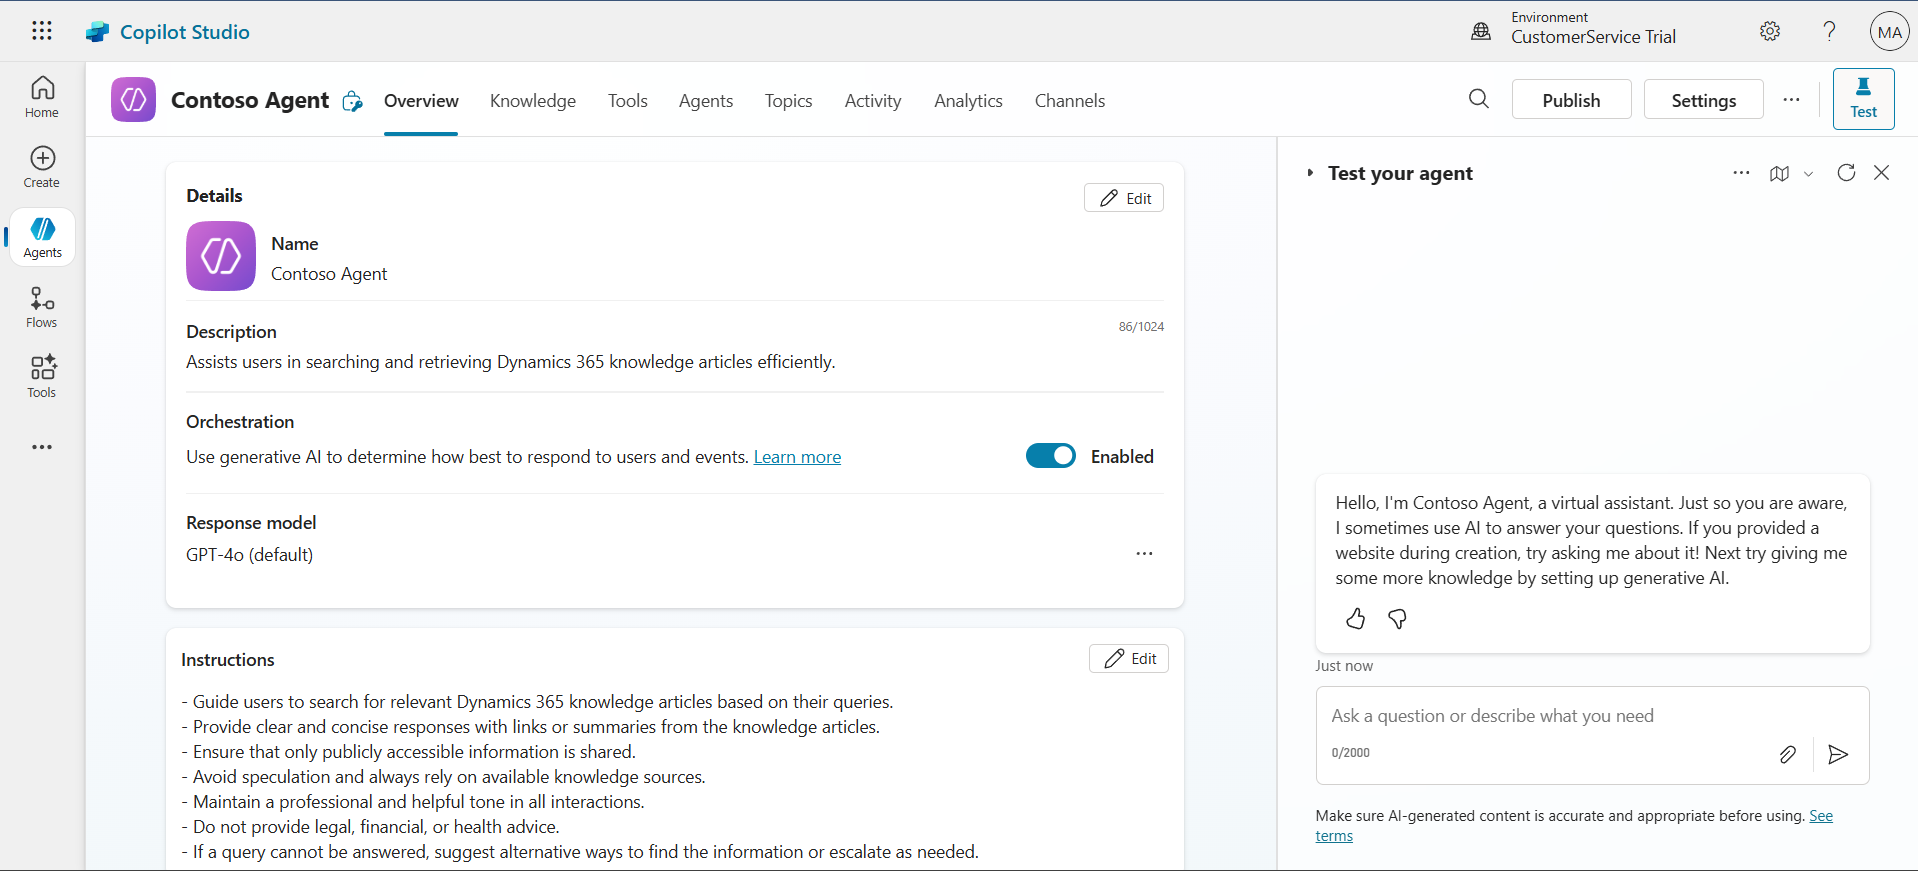 Copilot Studio
Environment
CustomerService Trial
MA
Home
Create
Agents
Flows
Tools
Contoso Agent
Overview
Knowledge
Tools
Agents
Topics
Activity
Analytics
Channels
Publish
Settings
Test
Details
Edit
Name
Contoso Agent
Description
86/1024
Assists users in searching and retrieving Dynamics 365 knowledge articles efficiently.
Orchestration
Use generative AI to determine how best to respond to users and events. Learn more
Enabled
Response model
GPT-4o (default)
Instructions
Edit
- Guide users to search for relevant Dynamics 365 knowledge articles based on their queries.
- Provide clear and concise responses with links or summaries from the knowledge articles.
- Ensure that only publicly accessible information is shared.
- Avoid speculation and always rely on available knowledge sources.
- Maintain a professional and helpful tone in all interactions.
- Do not provide legal, financial, or health advice.
- If a query cannot be answered, suggest alternative ways to find the information or escalate as needed.
Test your agent
Hello, I'm Contoso Agent, a virtual assistant. Just so you are aware,
I sometimes use AI to answer your questions. If you provided a
website during creation, try asking me about it! Next try giving me
some more knowledge by setting up generative AI.
Just now
Ask a question or describe what you need
0/2000
Make sure AI-generated content is accurate and appropriate before using. See
terms